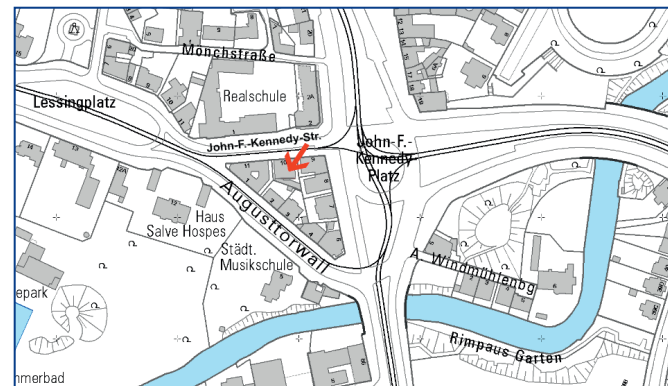 Mönchstraße
Realschule
Lessingplatz
John-F.-Kennedy-Str.
John-F.-
Kennedy-
Platz
Augusttorwall
Haus
Salve Hospes
Städt.
Musikschule
A. Windmühlenbg
Rimpaus Garten
epark
mmerbad